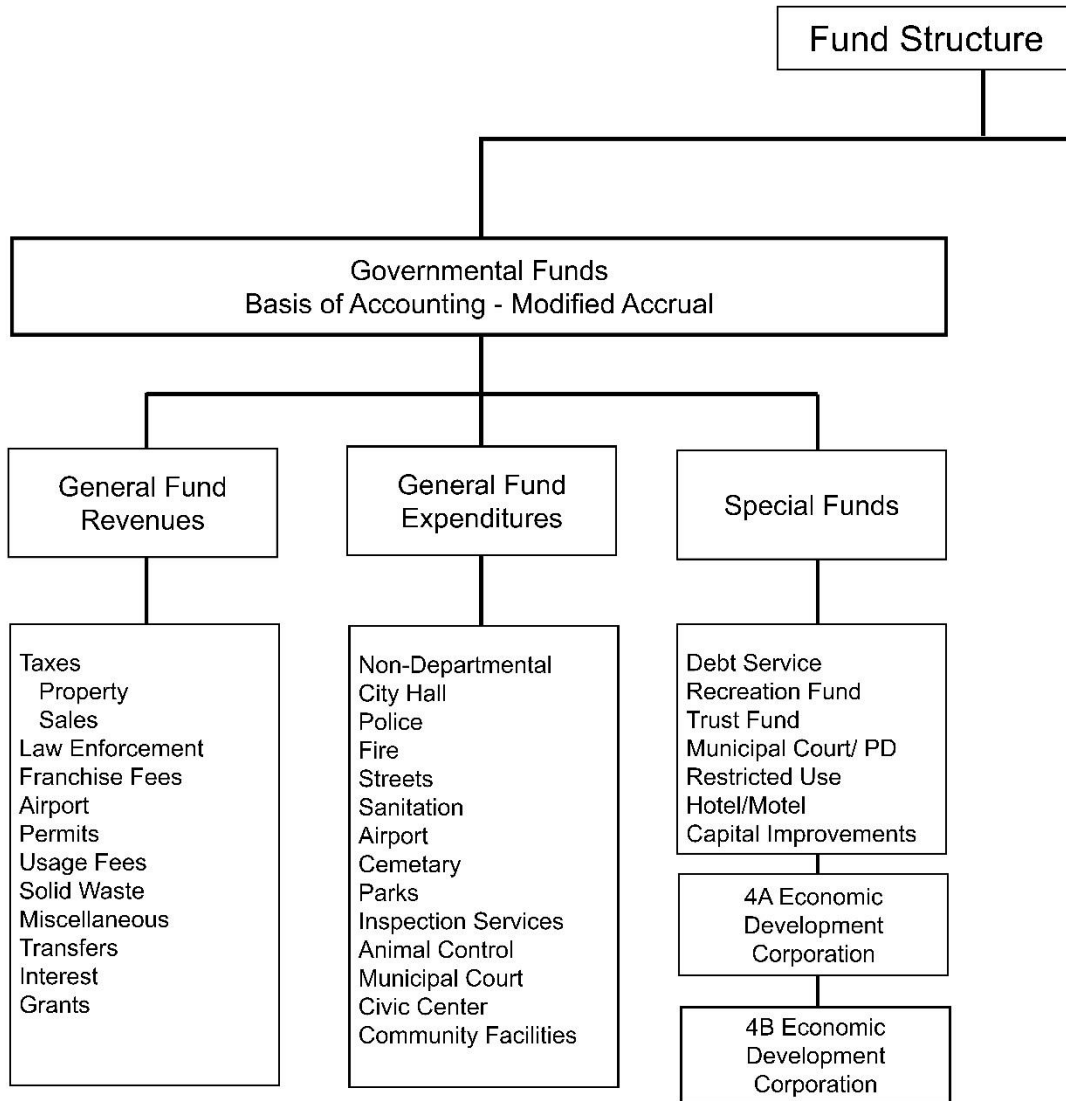 Fund Structure
Governmental Funds
Basis of Accounting - Modified Accrual
General Fund
Revenues
General Fund
Expenditures
Special Funds
Taxes
Property
Sales
Law Enforcement
Franchise Fees
Airport
Permits
Usage Fees
Solid Waste
Miscellaneous
Transfers
Interest
Grants
Non-Departmental
City Hall
Police
Fire
Streets
Sanitation
Airport
Cemetary
Parks
Inspection Services
Animal Control
Municipal Court
Civic Center
Community Facilities
Debt Service
Recreation Fund
Trust Fund
Municipal Court/ PD
Restricted Use
Hotel/Motel
Capital Improvements
4A Economic
Development
Corporation
4B Economic
Development
Corporation